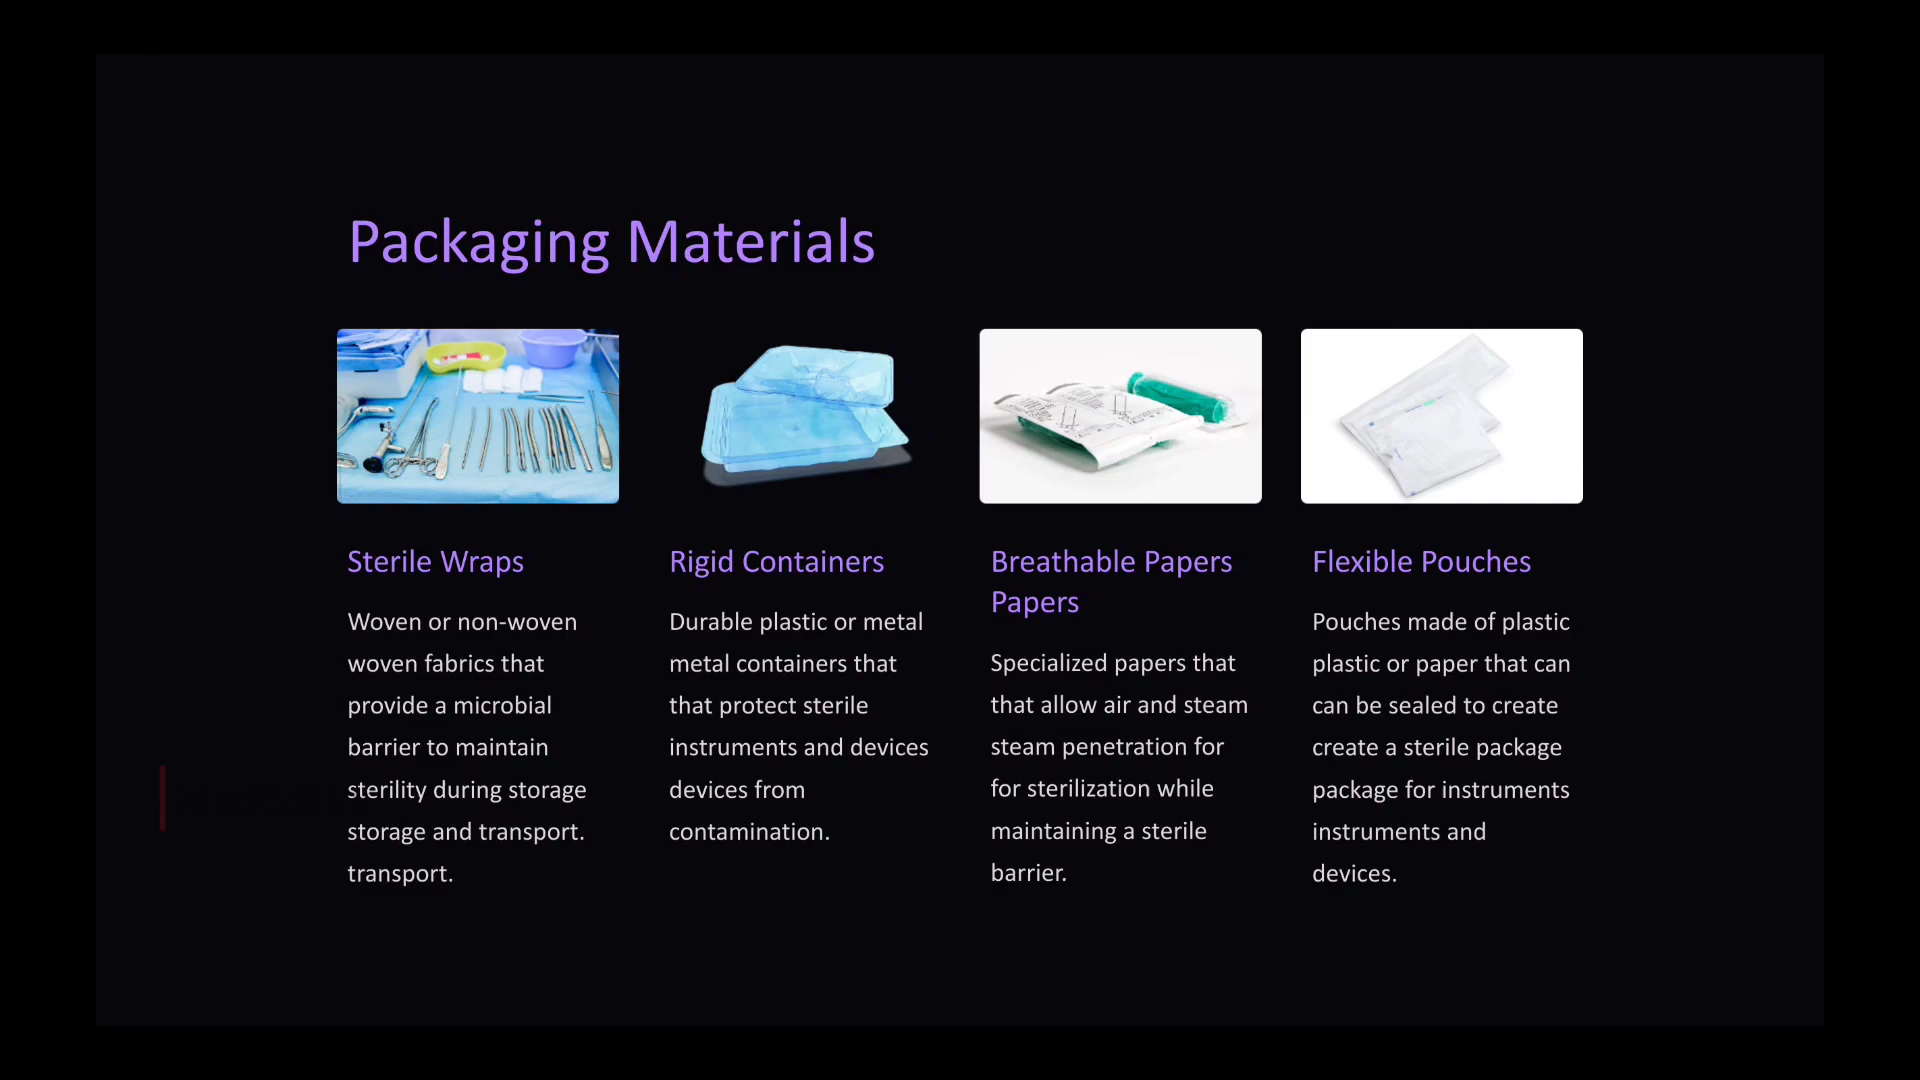 Packaging Materials
Sterile Wraps
Woven or non-woven
woven fabrics that
provide a microbial
barrier to maintain
sterility during storage
storage and transport.
transport.
Rigid Containers
Durable plastic or metal
metal containers that
that protect sterile
instruments and devices
devices from
contamination.
Breathable Papers
Papers
Specialized papers that
that allow air and steam
steam penetration for
for sterilization while
maintaining a sterile
barrier.
Flexible Pouches
Pouches made of plastic
plastic or paper that can
can be sealed to create
create a sterile package
package for instruments
instruments and
devices.